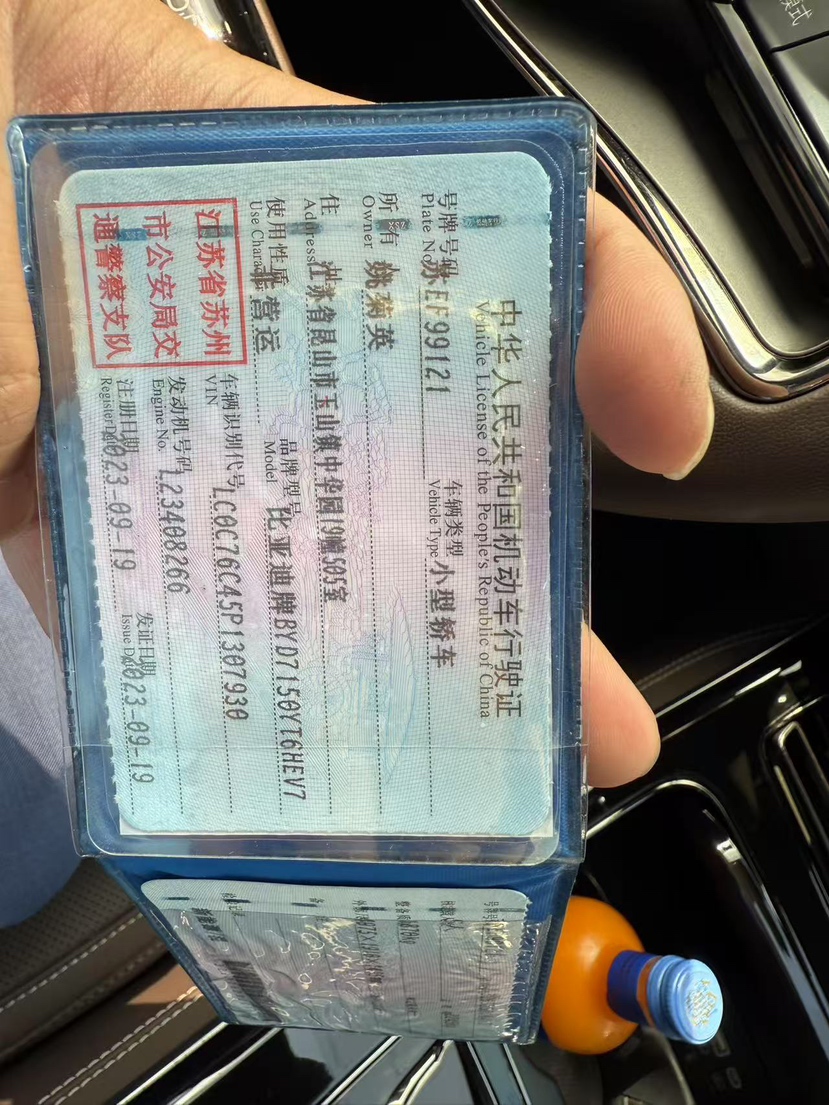 中华人民共和国机动车行驶证
Vehicle License of the People's Republic of China
号牌号码 苏EF99121 车辆类型 小型轿车
Plate No. Vehicle Type
所有人 姚菊英
Owner
住址 江苏省昆山市玉山镇中华园19幢505室
Address
使用性质 非营运 品牌型号 比亚迪牌BYD7150YT6HEV7
Use Character Model
江苏省苏州
市公安局交
通警察支队
车辆识别代号 LC0C76C45P1307930
VIN
发动机号码 L23408266
Engine No.
注册日期 2023-09-19 发证日期 2023-09-19
Register Date Issue Date
号牌号码
模式